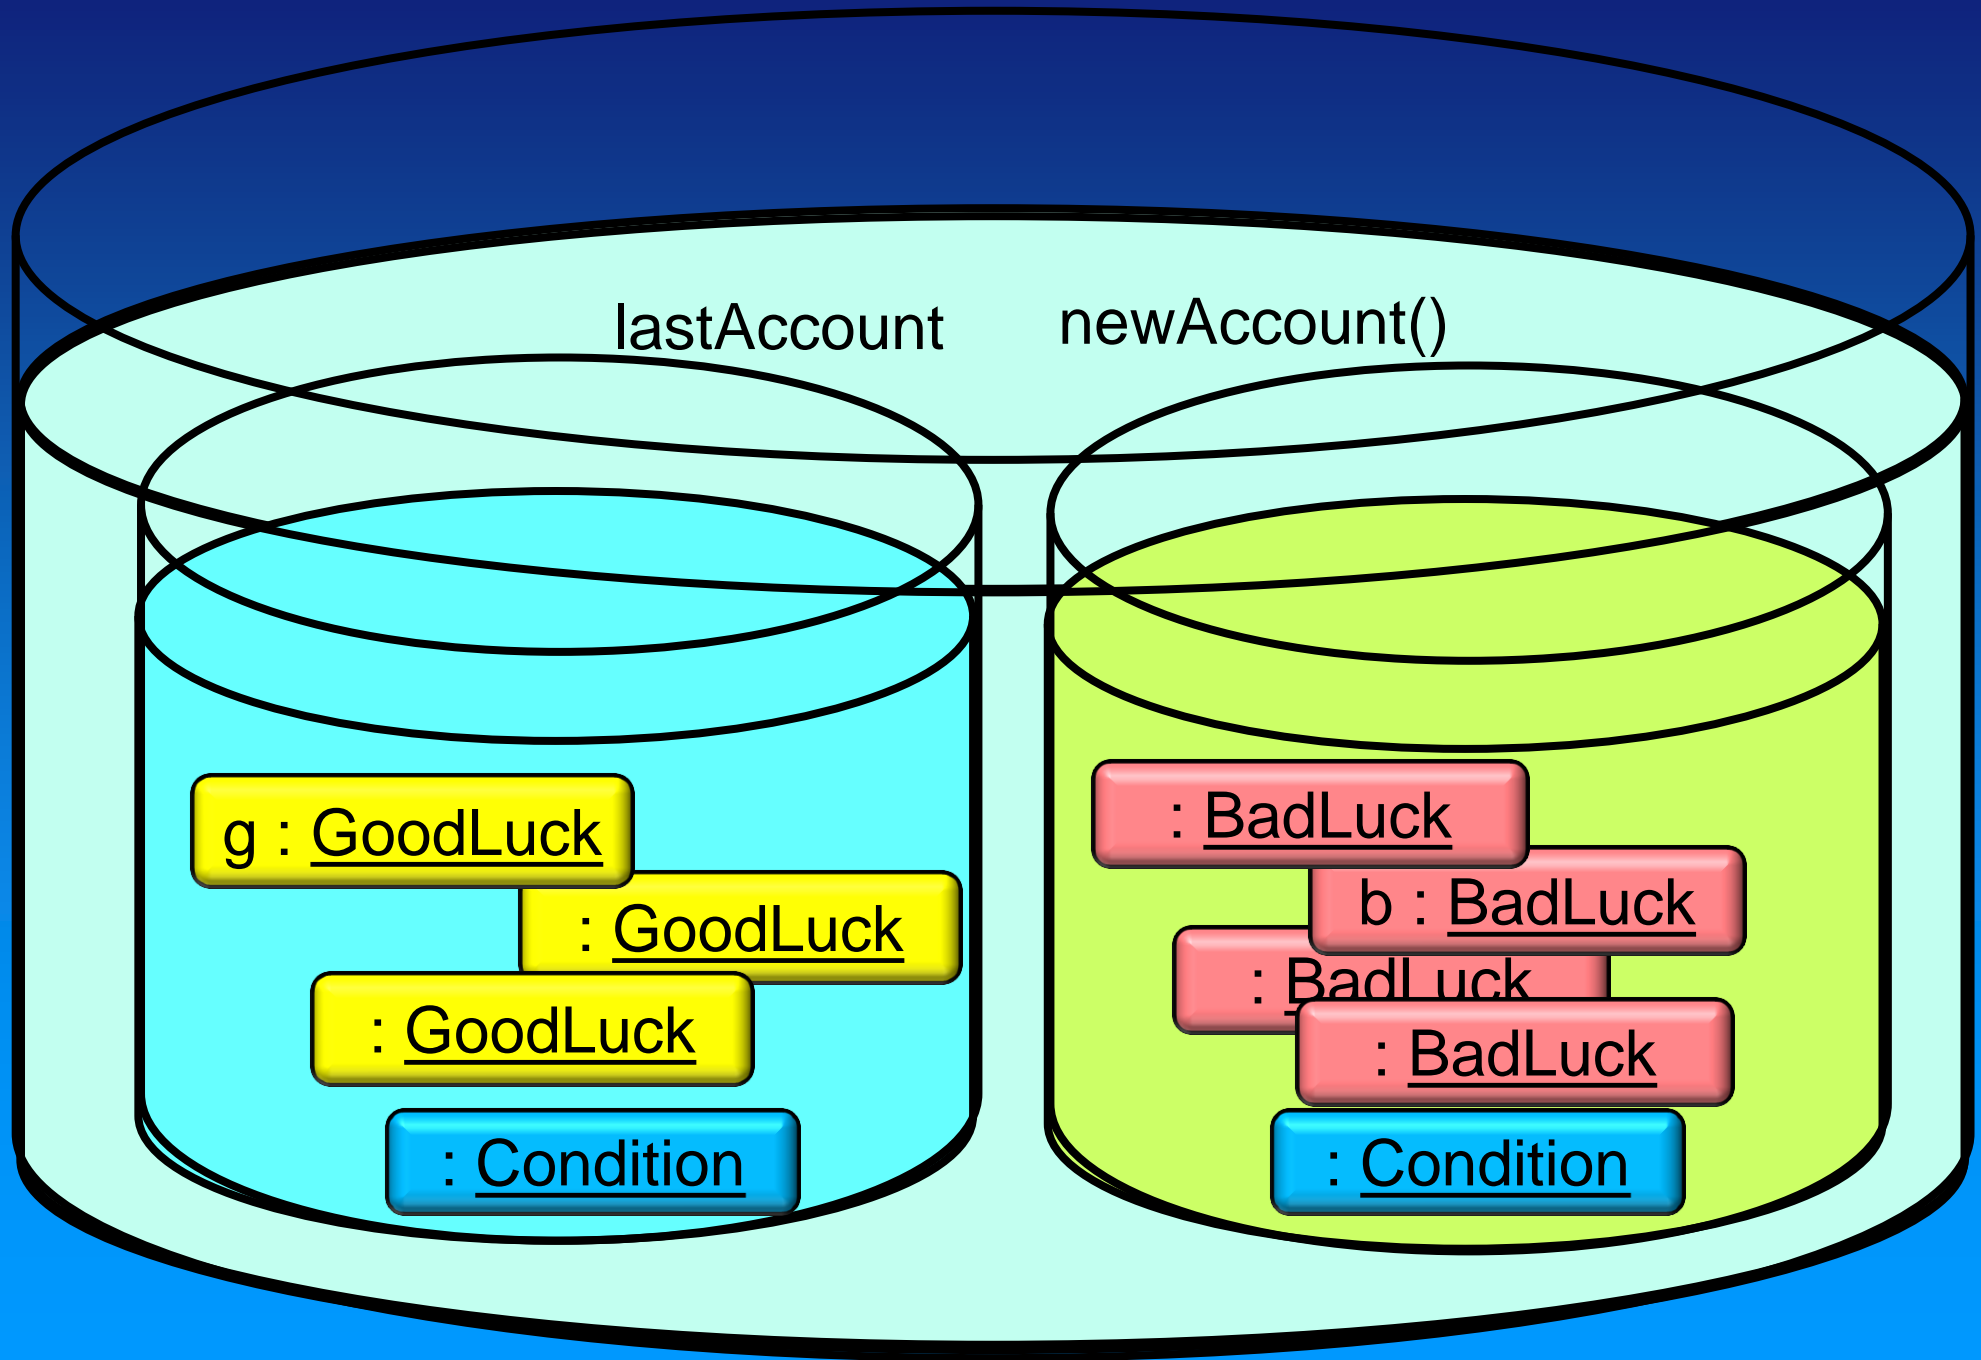 lastAccount
newAccount()
g : GoodLuck
: GoodLuck
: GoodLuck
: Condition
: BadLuck
b : BadLuck
: BadLuck
: BadLuck
: Condition